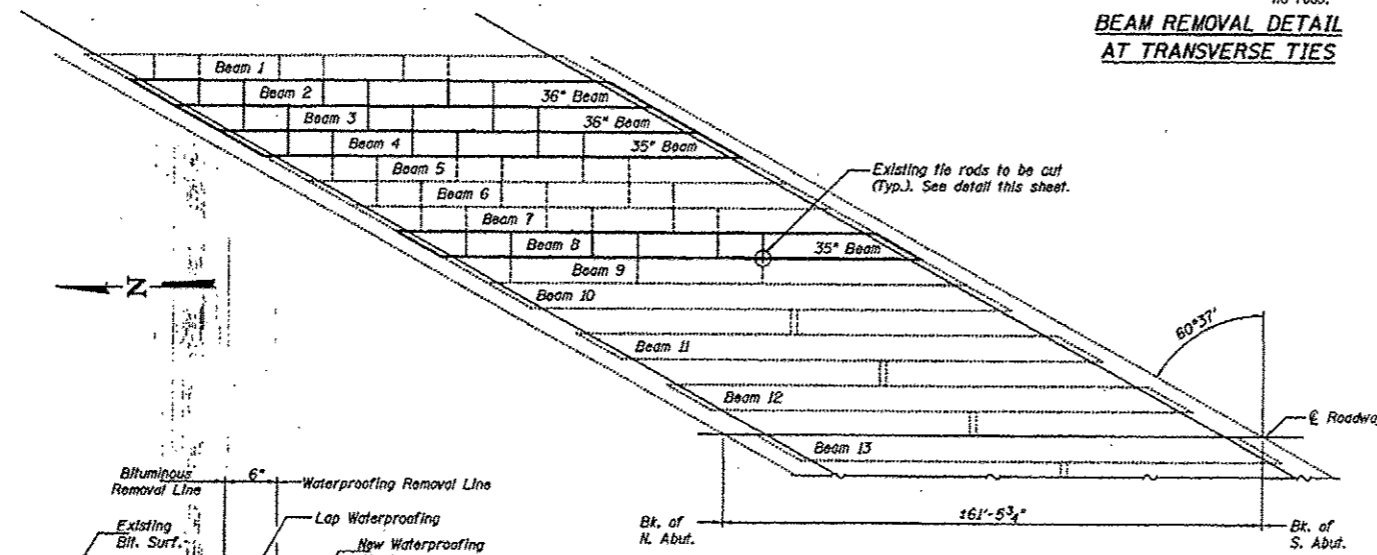 BEAM REMOVAL DETAIL
AT TRANSVERSE TIES
Beam 1
Beam 2
36" Beam
Beam 3
36" Beam
Beam 4
35" Beam
Beam 5
Existing tie rods to be cut
(Typ.). See detail this sheet.
Beam 6
Beam 7
Beam 8
35" Beam
Beam 9
N
Beam 10
60°37'
Beam 11
Beam 12
℄ Roadway
Beam 13
Bituminous
Removal Line
6"
Waterproofing Removal Line
Lap Waterproofing
Existing
Bit. Surf.
New Waterproofing
Bk. of
N. Abut.
161'-5¾"
Bk. of
S. Abut.